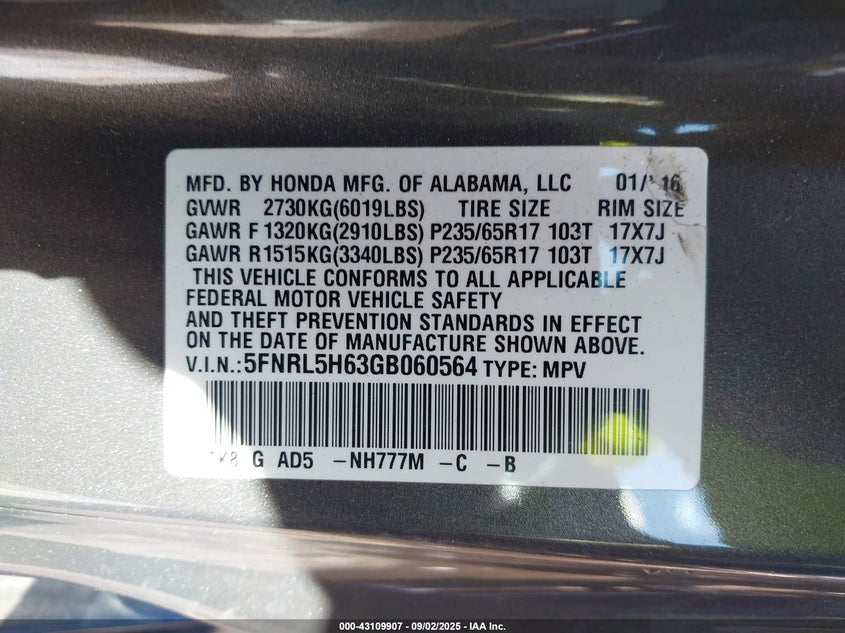 MFD. BY HONDA MFG. OF ALABAMA, LLC 01/16
GVWR 2730KG(6019LBS) TIRE SIZE RIM SIZE
GAWR F 1320KG(2910LBS) P235/65R17 103T 17X7J
GAWR R1515KG(3340LBS) P235/65R17 103T 17X7J
THIS VEHICLE CONFORMS TO ALL APPLICABLE
FEDERAL MOTOR VEHICLE SAFETY
AND THEFT PREVENTION STANDARDS IN EFFECT
ON THE DATE OF MANUFACTURE SHOWN ABOVE.
V.I.N.:5FNRL5H63GB060564 TYPE: MPV
G AD5 -NH777M -C -B
000-43109907 - 09/02/2025 - IAA Inc.